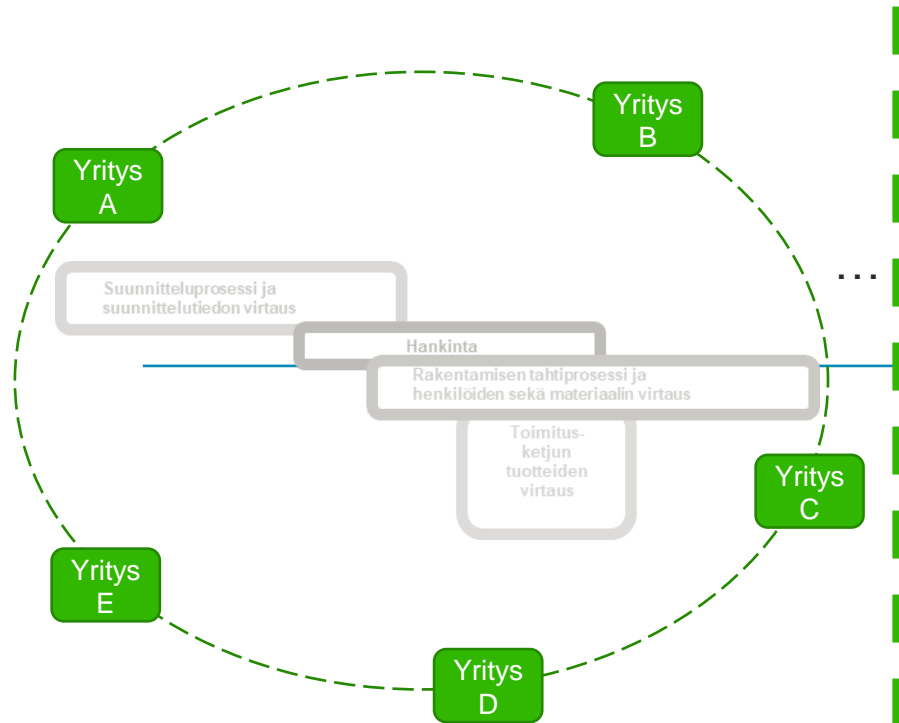 Yritys
B
Yritys
A
...
Suunnitteluprosessi ja
suunnittelutiedon virtaus
Hankinta
Rakentamisen tahtiprosessi ja
henkilöiden sekä materiaalin virtaus
Toimitus-
ketjun
tuotteiden
virtaus
Yritys
C
Yritys
E
Yritys
D